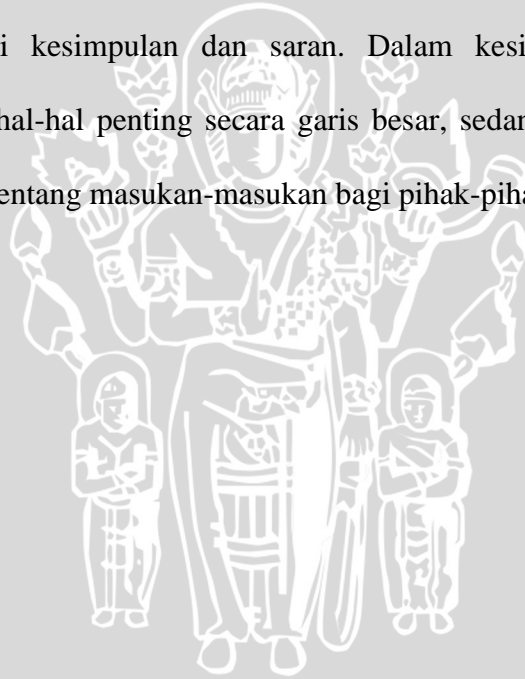 kesimpulan dan saran. Dalam
hal-hal penting secara garis besar,
masukan-masukan bagi